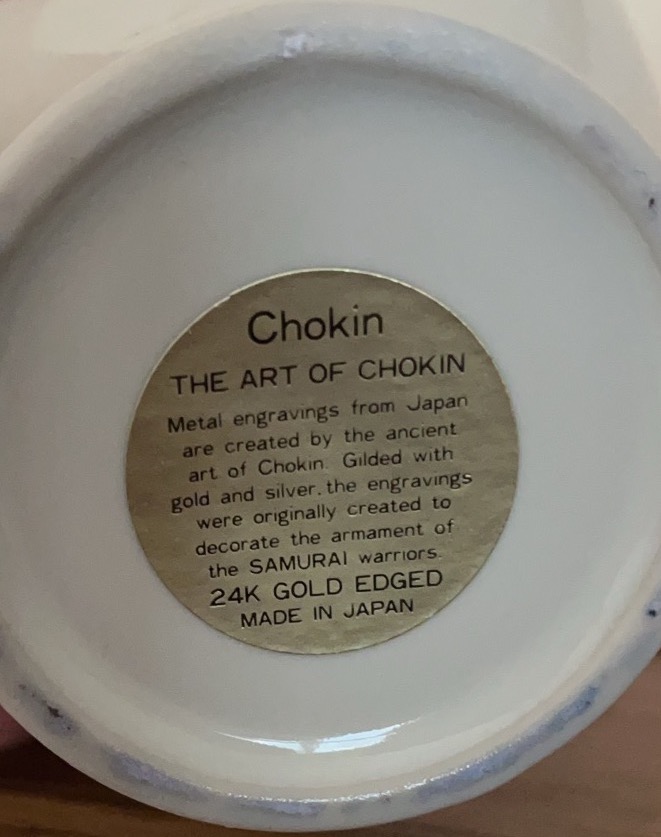 Chokin
THE ART OF CHOKIN
Metal engravings from Japan
are created by the ancient
art of Chokin. Gilded with
gold and silver, the engravings
were originally created to
decorate the armament of
the SAMURAI warriors.
24K GOLD EDGED
MADE IN JAPAN